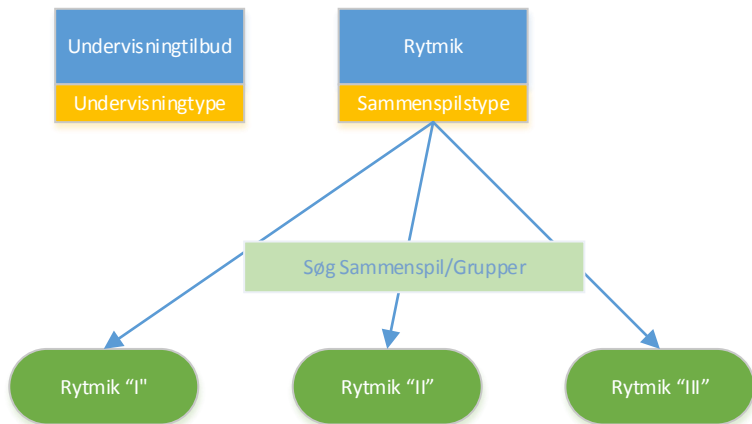 Undervisningtilbud
Undervisningtype
Rytmik
Sammenspilstype
Søg Sammenspil/Grupper
Rytmik “I"
Rytmik “II”
Rytmik “III”